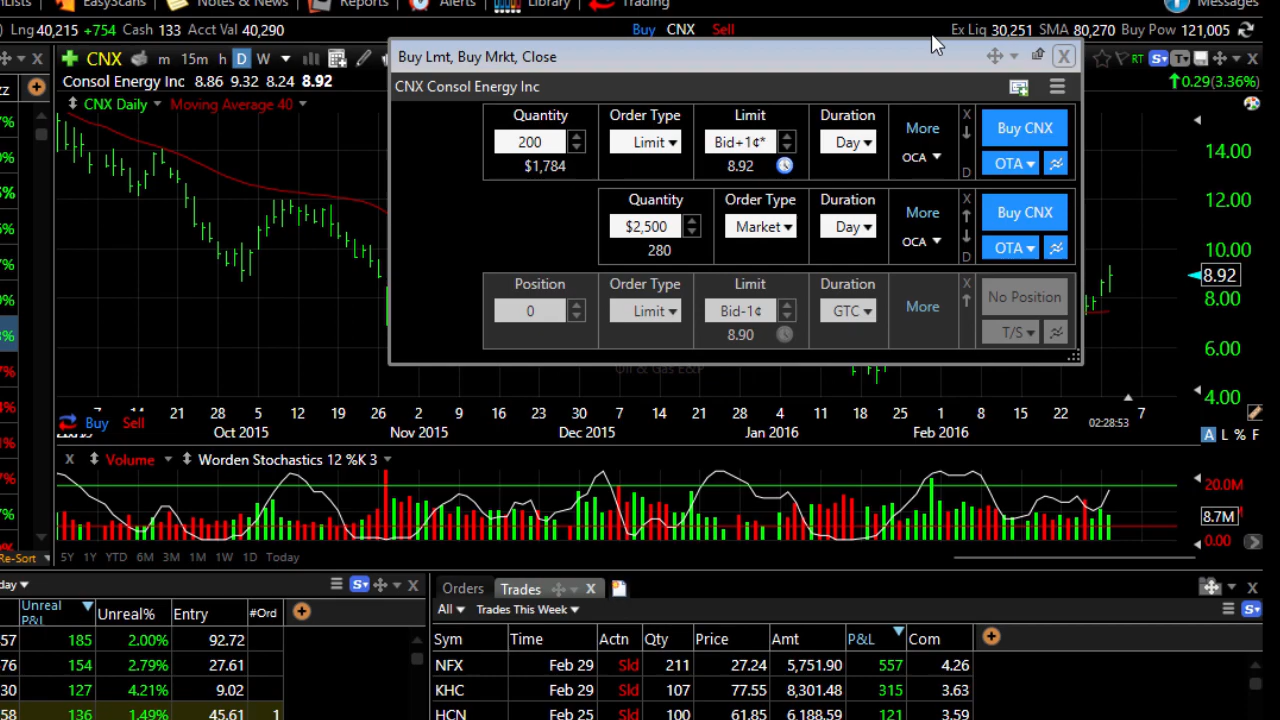 Lists EasyScans Notes & News Reports Alerts Library Trading Messages
Lng 40,215 +754 Cash 133 Acct Val 40,290 Buy CNX Sell Ex Liq 30,251 SMA 80,270 Buy Pow 121,005
CNX m 15m h D W
Buy Lmt, Buy Mrkt, Close
RT S T
Consol Energy Inc 8.86 9.32 8.24 8.92
0.29(3.36%)
CNX Consol Energy Inc
CNX Daily Moving Average 40
Quantity Order Type Limit Duration
200 Limit Bid+1¢* Day More Buy CNX
$1,784 8.92 OCA D OTA
Quantity Order Type Duration
$2,500 Market Day More Buy CNX
280 OCA D OTA
Position Order Type Limit Duration
0 Limit Bid-1¢ GTC More No Position
8.90 T/S
Oil & Gas E&P
14.00
12.00
10.00
8.92
8.00
6.00
4.00
7 14 21 28 5 12 19 26 2 9 16 23 30 7 14 21 28 4 11 18 25 1 8 15 22 7
Buy Sell
Oct 2015 Nov 2015 Dec 2015 Jan 2016 Feb 2016
02:28:53
A L % F
X Volume Worden Stochastics 12 %K 3
20.0M
8.7M
0.00
Re-Sort 5Y 1Y YTD 6M 3M 1M 1W 1D Today
day S
Unreal P&L Unreal% Entry #Ord
57 185 2.00% 92.72
76 154 2.79% 27.61
30 127 4.21% 9.02
58 136 1.49% 45.61 1
Orders Trades X
All Trades This Week S
Sym Time Actn Qty Price Amt P&L Com
NFX Feb 29 Sld 211 27.24 5,751.90 557 4.26
KHC Feb 29 Sld 107 77.55 8,301.48 315 3.63
HCN Feb 25 Sld 100 61.85 6,188.59 121 3.59